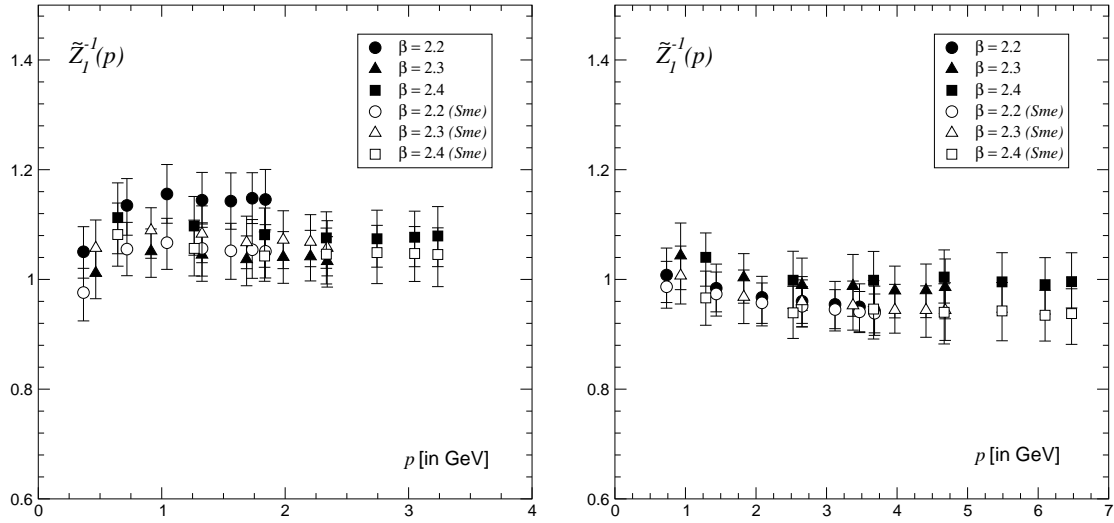 Z̃₁⁻¹(p)
β = 2.2
β = 2.3
β = 2.4
β = 2.2 (Sme)
β = 2.3 (Sme)
β = 2.4 (Sme)
1.4
1.2
1
0.8
0.6
p [in GeV]
0 1 2 3 4
Z̃₁⁻¹(p)
β = 2.2
β = 2.3
β = 2.4
β = 2.2 (Sme)
β = 2.3 (Sme)
β = 2.4 (Sme)
1.4
1.2
1
0.8
0.6
p [in GeV]
0 1 2 3 4 5 6 7